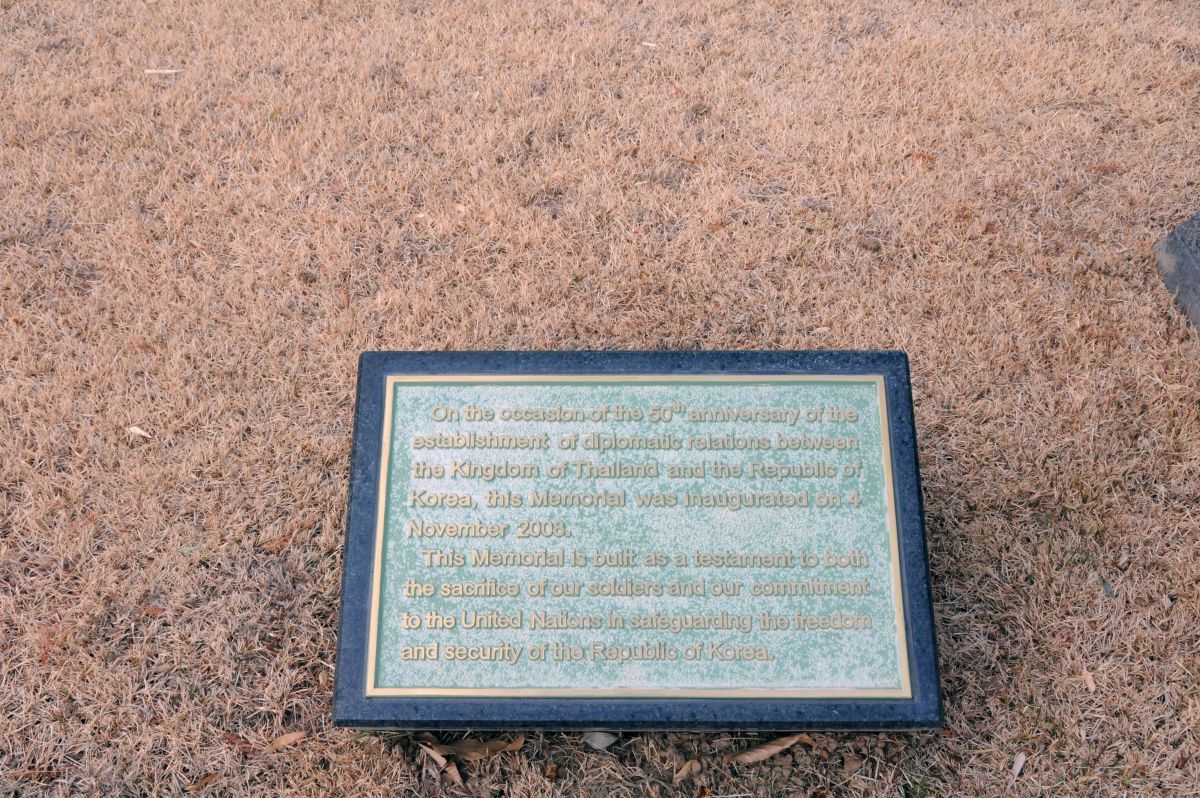 On the occasion of the 50th anniversary of the
establishment of diplomatic relations between
the Kingdom of Thailand and the Republic of
Korea, this Memorial was inaugurated on 4
November 2008.
This Memorial is built as a testament to both
the sacrifice of our soldiers and our commitment
to the United Nations in safeguarding the freedom
and security of the Republic of Korea.